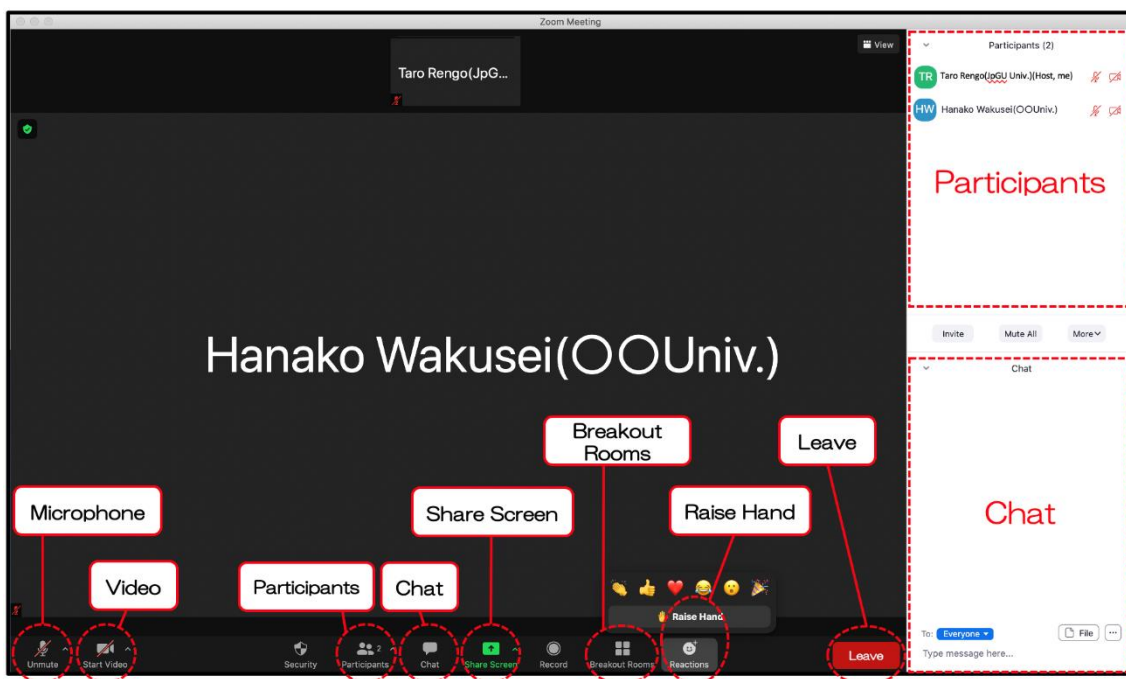 Zoom Meeting
Taro Rengo(JpG...
View
Participants (2)
TR Taro Rengo(JpGU Univ.)(Host, me)
HW Hanako Wakusei(〇〇Univ.)
Participants
Invite Mute All More
Hanako Wakusei(〇〇Univ.)
Chat
Breakout
Rooms
Leave
Microphone
Share Screen
Raise Hand
Chat
Video
Participants
Chat
Raise Hand
Unmute
Start Video
Security
Participants 2
Chat
Share Screen
Record
Breakout Rooms
Reactions
Leave
To: Everyone
File
Type message here...